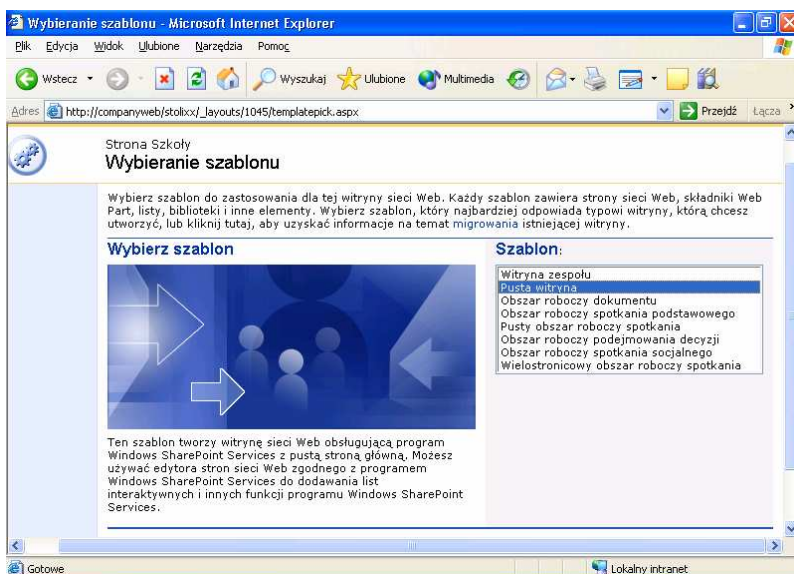 Wybieranie szablonu - Microsoft Internet Explorer
Plik Edycja Widok Ulubione Narzędzia Pomoc
Wstecz Wyszukaj Ulubione Multimedia
Adres http://companyweb/stolixx/_layouts/1045/templatepick.aspx Przejdź Łącza
Strona Szkoły
Wybieranie szablonu
Wybierz szablon do zastosowania dla tej witryny sieci Web. Każdy szablon zawiera strony sieci Web, składniki Web
Part, listy, biblioteki i inne elementy. Wybierz szablon, który najbardziej odpowiada typowi witryny, którą chcesz
utworzyć, lub kliknij tutaj, aby uzyskać informacje na temat migrowania istniejącej witryny.
Wybierz szablon
Ten szablon tworzy witrynę sieci Web obsługującą program
Windows SharePoint Services z pustą stroną główną. Możesz
używać edytora stron sieci Web zgodnego z programem
Windows SharePoint Services do dodawania list
interaktywnych i innych funkcji programu Windows SharePoint
Services.
Szablon:
Witryna zespołu
Pusta witryna
Obszar roboczy dokumentu
Obszar roboczy spotkania podstawowego
Pusty obszar roboczy spotkania
Obszar roboczy podejmowania decyzji
Obszar roboczy spotkania socjalnego
Wielostronicowy obszar roboczy spotkania
Gotowe Lokalny intranet